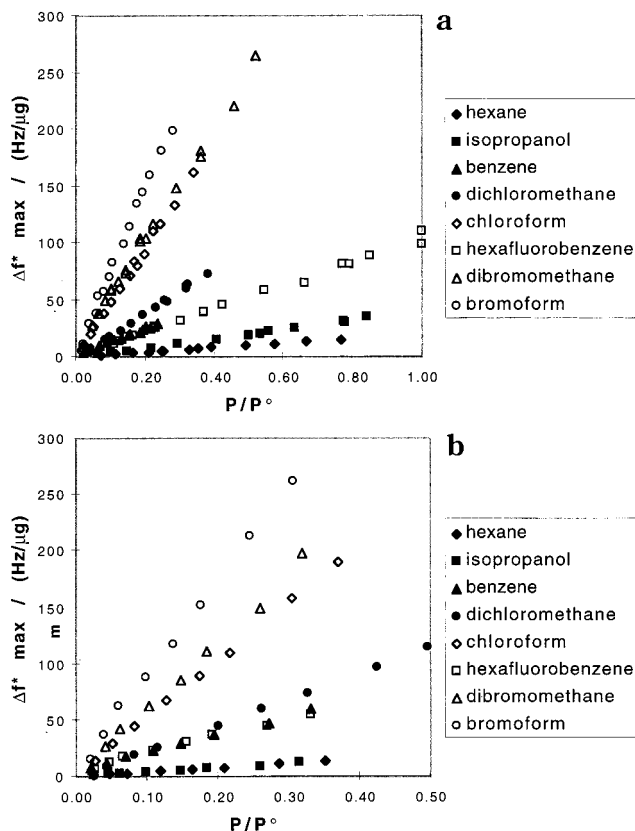 a
300
250
200
150
100
50
0
Δf* max / (Hz/μg)
0.00 0.20 0.40 0.60 0.80 1.00
P/P°
hexane
isopropanol
benzene
dichloromethane
chloroform
hexafluorobenzene
dibromomethane
bromoform
b
300
250
200
150
100
50
0
Δf* max / (Hz/μg)
m
0.00 0.10 0.20 0.30 0.40 0.50
P/P°
hexane
isopropanol
benzene
dichloromethane
chloroform
hexafluorobenzene
dibromomethane
bromoform